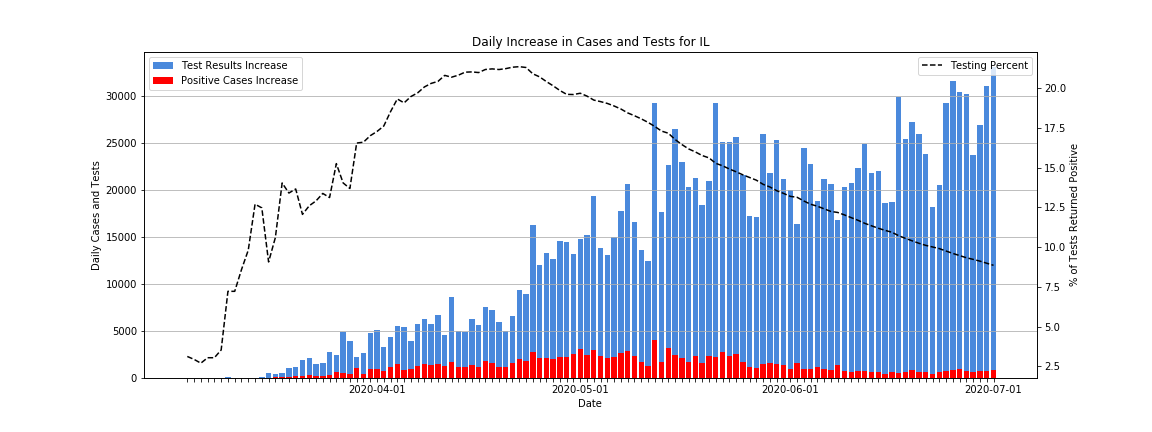 Daily Increase in Cases and Tests for IL
Test Results Increase
Positive Cases Increase
Testing Percent
Daily Cases and Tests
30000
25000
20000
15000
10000
5000
0
20.0
17.5
15.0
12.5
10.0
7.5
5.0
2.5
% of Tests Returned Positive
2020-04-01
2020-05-01
2020-06-01
2020-07-01
Date